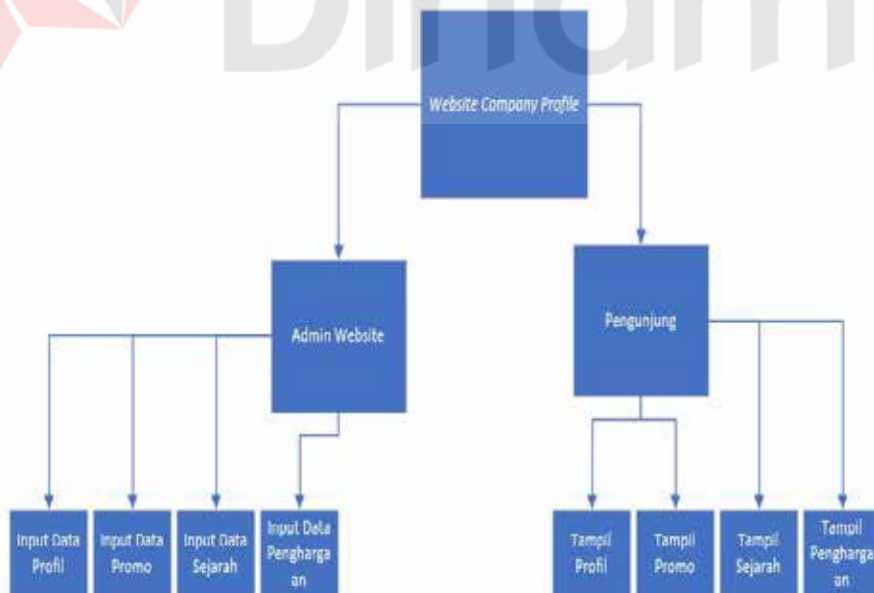 Website Company Profile
Admin Website
Pengunjung
Input Data
Profil
Input Data
Promo
Input Data
Sejarah
Input Data
Pengharga
an
Tampil
Profil
Tampil
Promo
Tampil
Sejarah
Tampil
Pengharga
an